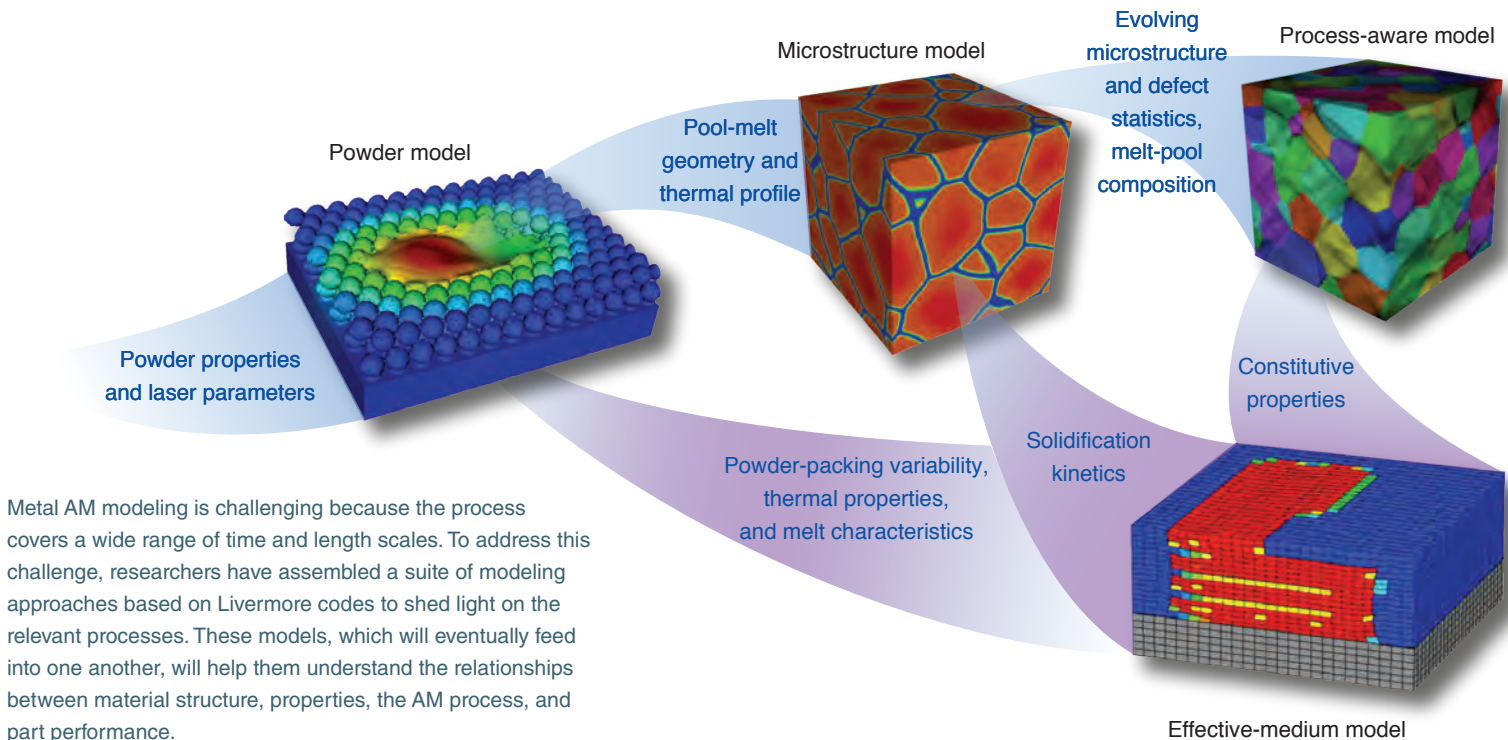 Powder model
Microstructure model
Process-aware model
Powder properties
and laser parameters
Pool-melt
geometry and
thermal profile
Evolving
microstructure
and defect
statistics,
melt-pool
composition
Constitutive
properties
Solidification
kinetics
Powder-packing variability,
thermal properties,
and melt characteristics
Effective-medium model
Metal AM modeling is challenging because the process
covers a wide range of time and length scales. To address this
challenge, researchers have assembled a suite of modeling
approaches based on Livermore codes to shed light on the
relevant processes. These models, which will eventually feed
into one another, will help them understand the relationships
between material structure, properties, the AM process, and
part performance.